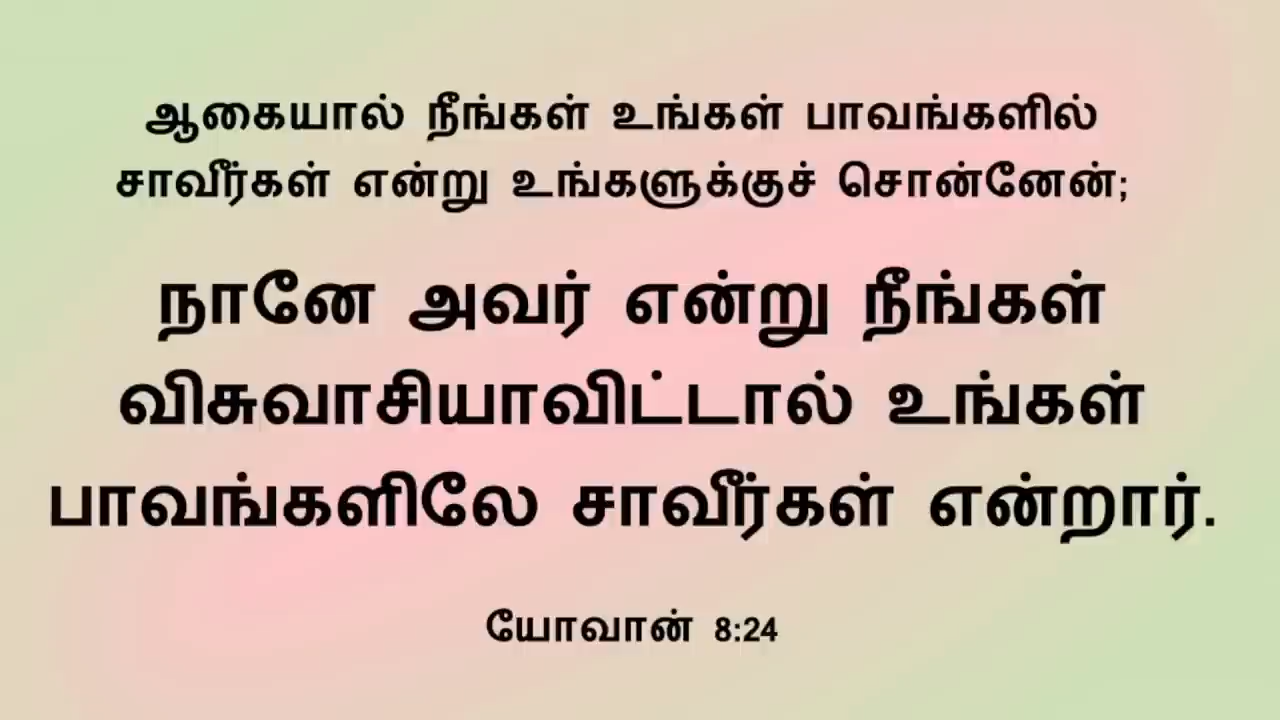 ஆகையால் நீங்கள் உங்கள் பாவங்களில்
சாவீர்கள் என்று உங்களுக்குச் சொன்னேன்;
நானே அவர் என்று நீங்கள்
விசுவாசியாவிட்டால் உங்கள்
பாவங்களிலே சாவீர்கள் என்றார்.
யோவான் 8:24